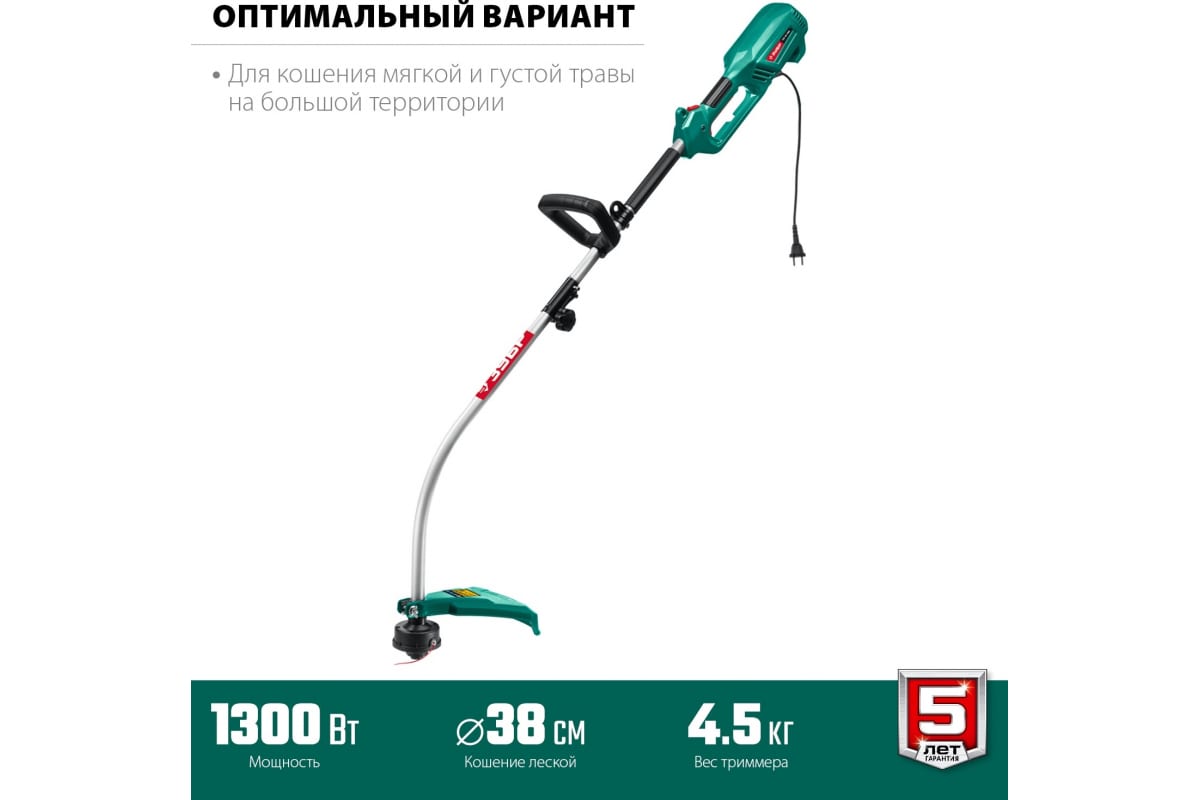 ОПТИМАЛЬНЫЙ ВАРИАНТ
• Для кошения мягкой и густой травы
на большой территории
ЗУБР
1300 Вт
Мощность
⌀38 см
Кошение леской
4.5 кг
Вес триммера
5
лет
ГАРАНТИЯ